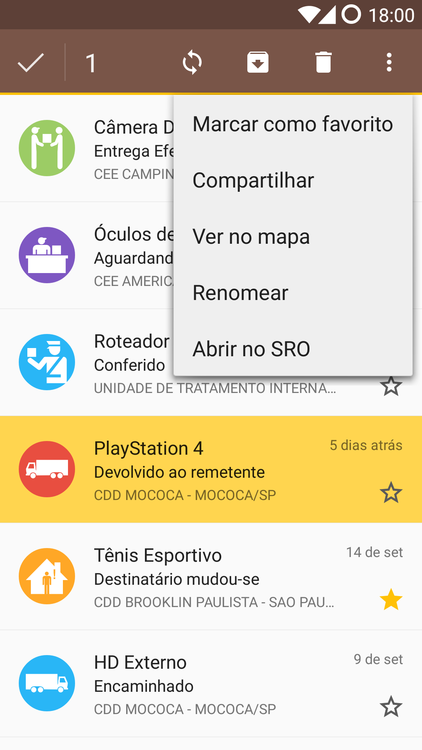 18:00
1
Marcar como favorito
Compartilhar
Ver no mapa
Renomear
Abrir no SRO
Câmera D
Entrega Efe
CEE CAMPIN
Óculos de
Aguardand
CEE AMERIC
Roteador
Conferido
UNIDADE DE TRATAMENTO INTERNA...
PlayStation 4
5 dias atrás
Devolvido ao remetente
CDD MOCOCA - MOCOCA/SP
Tênis Esportivo
14 de set
Destinatário mudou-se
CDD BROOKLIN PAULISTA - SAO PAU...
HD Externo
9 de set
Encaminhado
CDD MOCOCA - MOCOCA/SP